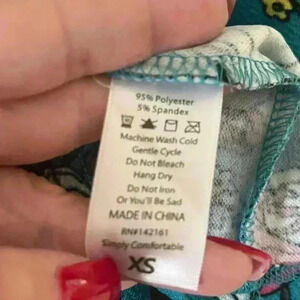 95% Polyester
5% Spandex
Machine Wash Cold
Gentle Cycle
Do Not Bleach
Hang Dry
Do Not Iron
Or You'll Be Sad
MADE IN CHINA
RN#142161
Simply Comfortable
XS